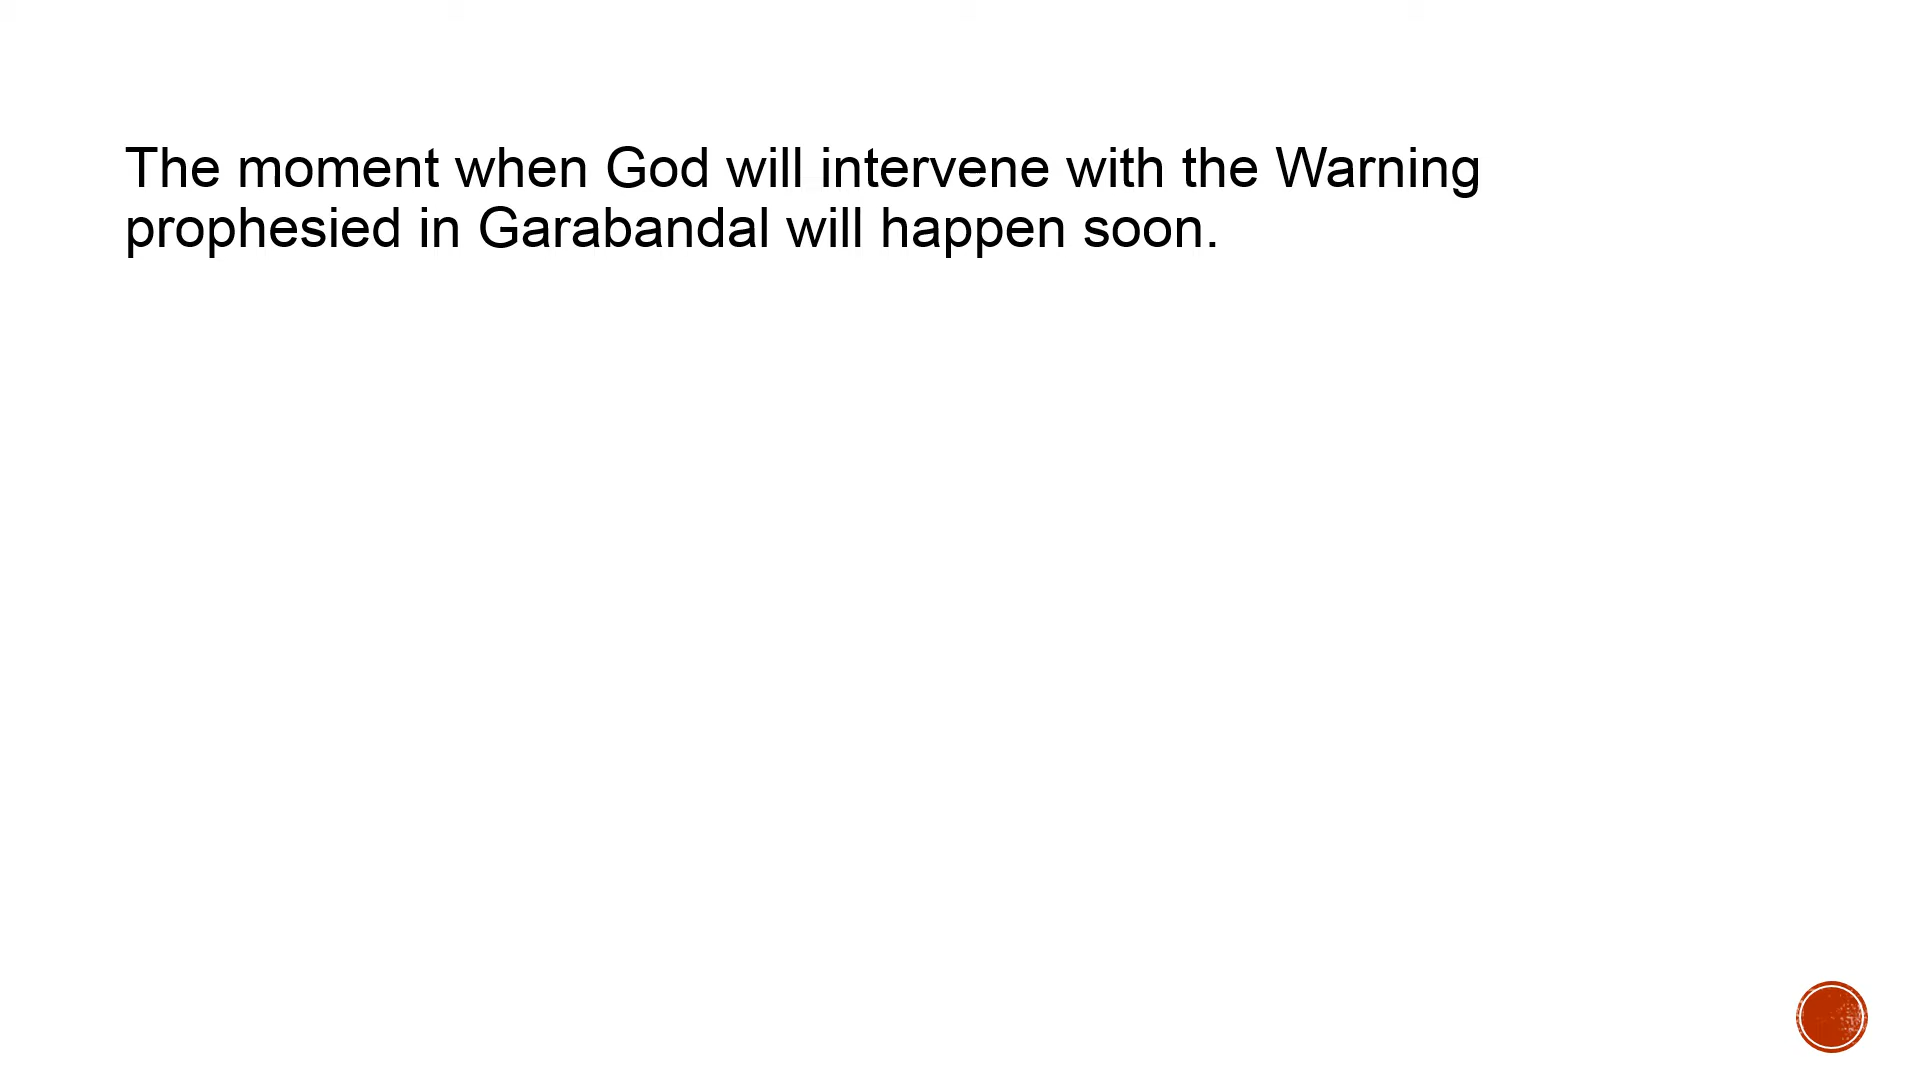 The moment when God will intervene with the Warning
prophesied in Garabandal will happen soon.